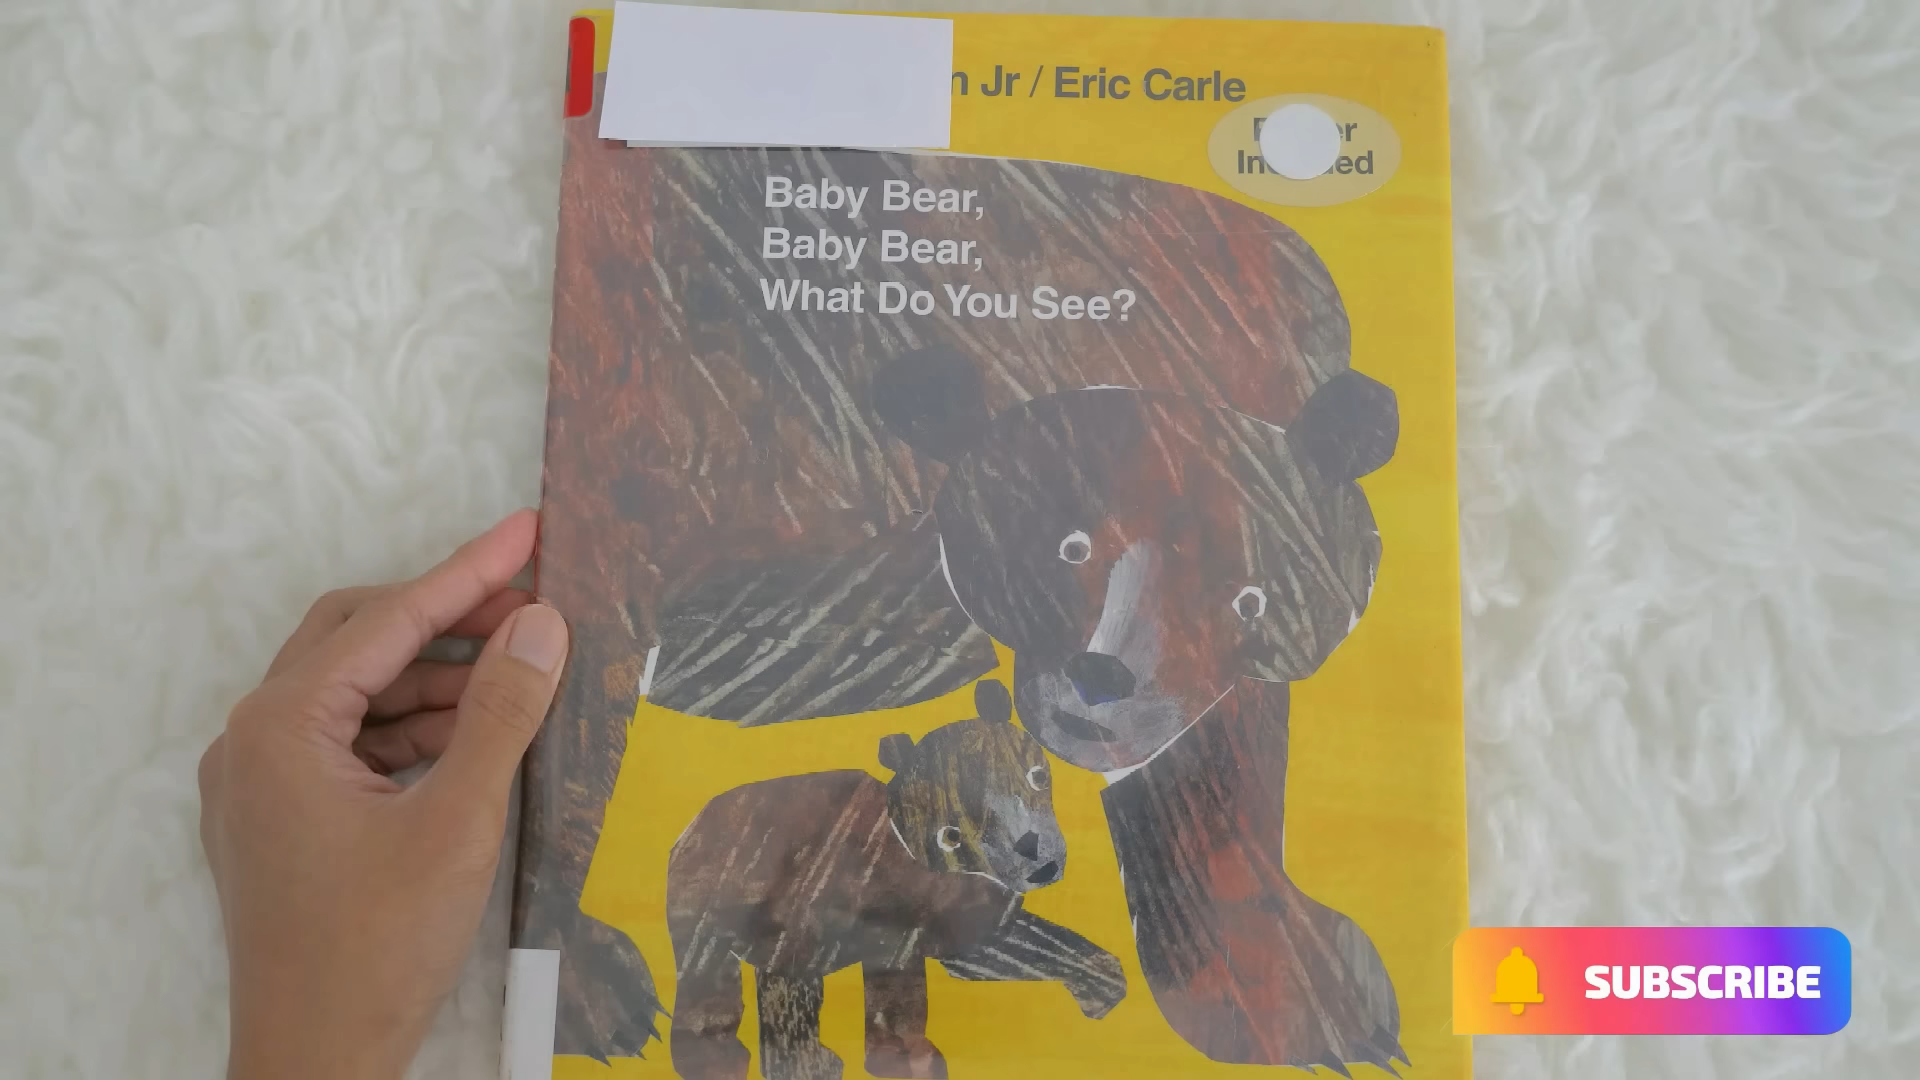 Jr / Eric Carle
Baby Bear,
Baby Bear,
What Do You See?
SUBSCRIBE